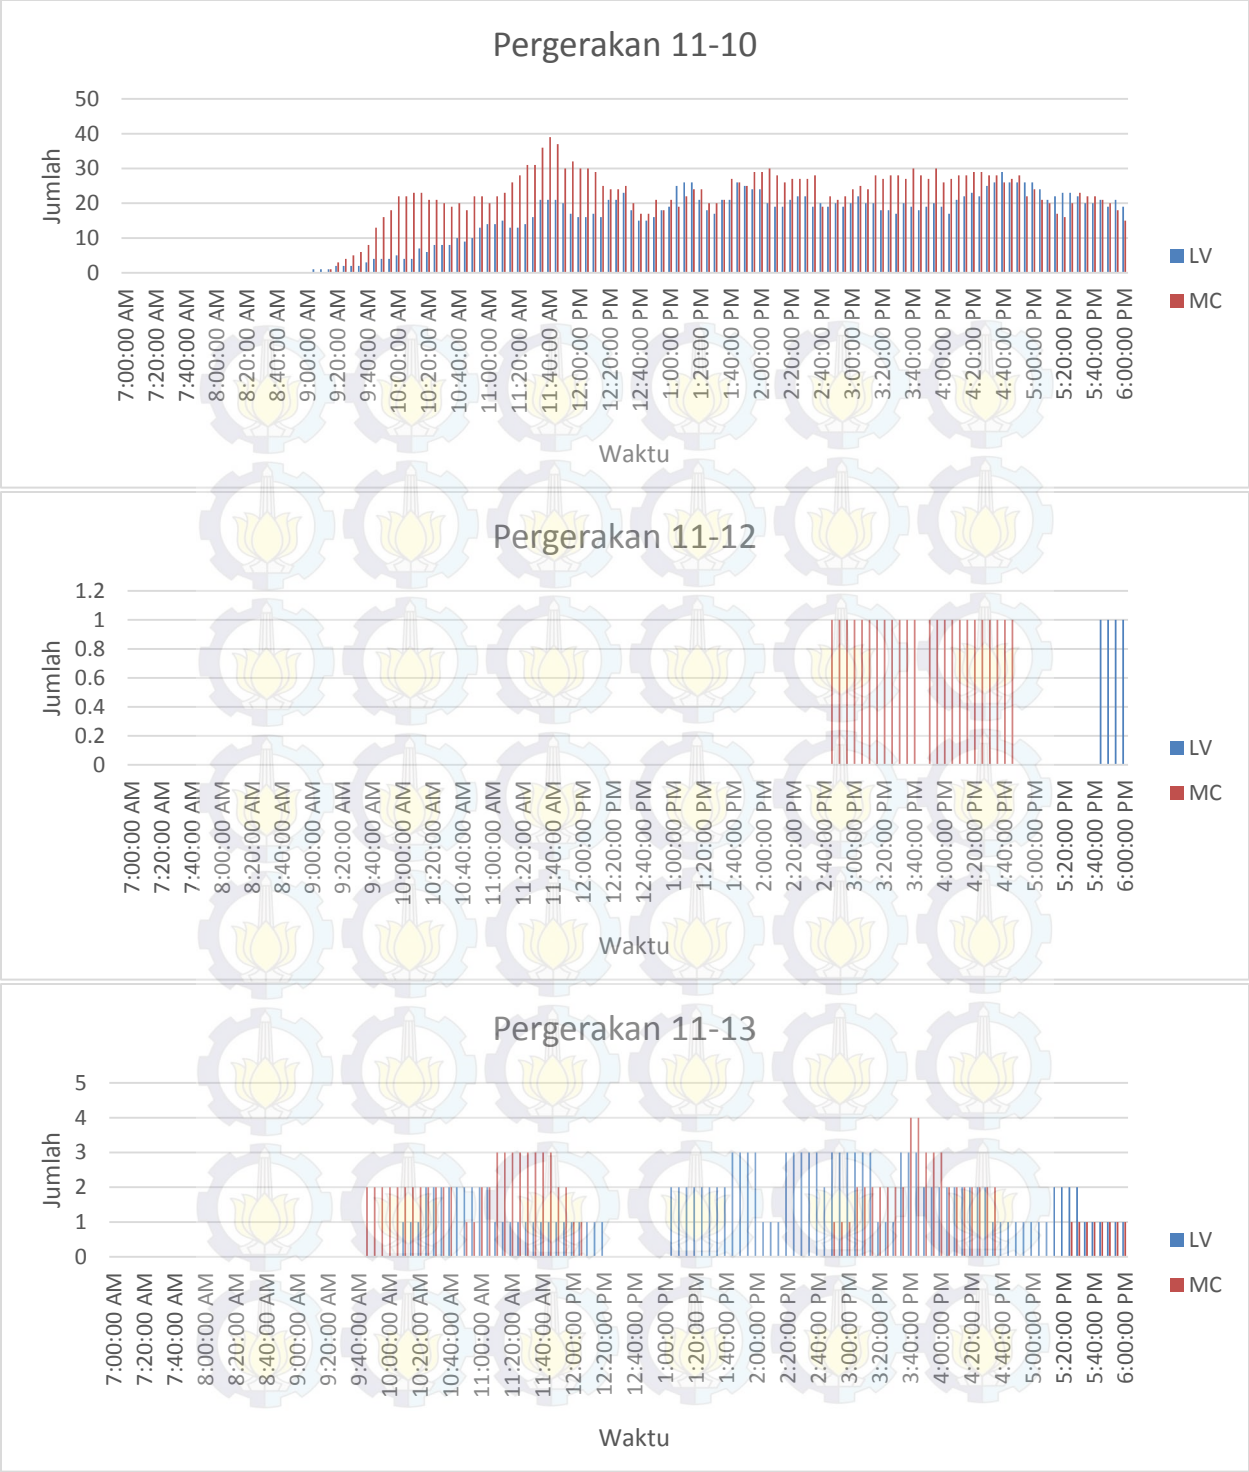 Pergerakan 11-10
50
40
30
20
10
0
Jumlah
7:00:00 AM
7:20:00 AM
7:40:00 AM
8:00:00 AM
8:20:00 AM
8:40:00 AM
9:00:00 AM
9:20:00 AM
9:40:00 AM
10:00:00 AM
10:20:00 AM
10:40:00 AM
11:00:00 AM
11:20:00 AM
11:40:00 AM
12:00:00 PM
12:20:00 PM
12:40:00 PM
1:00:00 PM
1:20:00 PM
1:40:00 PM
2:00:00 PM
2:20:00 PM
2:40:00 PM
3:00:00 PM
3:20:00 PM
3:40:00 PM
4:00:00 PM
4:20:00 PM
4:40:00 PM
5:00:00 PM
5:20:00 PM
5:40:00 PM
6:00:00 PM
Waktu
LV
MC
Pergerakan 11-12
1.2
1
0.8
0.6
0.4
0.2
0
Jumlah
7:00:00 AM
7:20:00 AM
7:40:00 AM
8:00:00 AM
8:20:00 AM
8:40:00 AM
9:00:00 AM
9:20:00 AM
9:40:00 AM
10:00:00 AM
10:20:00 AM
10:40:00 AM
11:00:00 AM
11:20:00 AM
11:40:00 AM
12:00:00 PM
12:20:00 PM
12:40:00 PM
1:00:00 PM
1:20:00 PM
1:40:00 PM
2:00:00 PM
2:20:00 PM
2:40:00 PM
3:00:00 PM
3:20:00 PM
3:40:00 PM
4:00:00 PM
4:20:00 PM
4:40:00 PM
5:00:00 PM
5:20:00 PM
5:40:00 PM
6:00:00 PM
Waktu
LV
MC
Pergerakan 11-13
5
4
3
2
1
0
Jumlah
7:00:00 AM
7:20:00 AM
7:40:00 AM
8:00:00 AM
8:20:00 AM
8:40:00 AM
9:00:00 AM
9:20:00 AM
9:40:00 AM
10:00:00 AM
10:20:00 AM
10:40:00 AM
11:00:00 AM
11:20:00 AM
11:40:00 AM
12:00:00 PM
12:20:00 PM
12:40:00 PM
1:00:00 PM
1:20:00 PM
1:40:00 PM
2:00:00 PM
2:20:00 PM
2:40:00 PM
3:00:00 PM
3:20:00 PM
3:40:00 PM
4:00:00 PM
4:20:00 PM
4:40:00 PM
5:00:00 PM
5:20:00 PM
5:40:00 PM
6:00:00 PM
Waktu
LV
MC